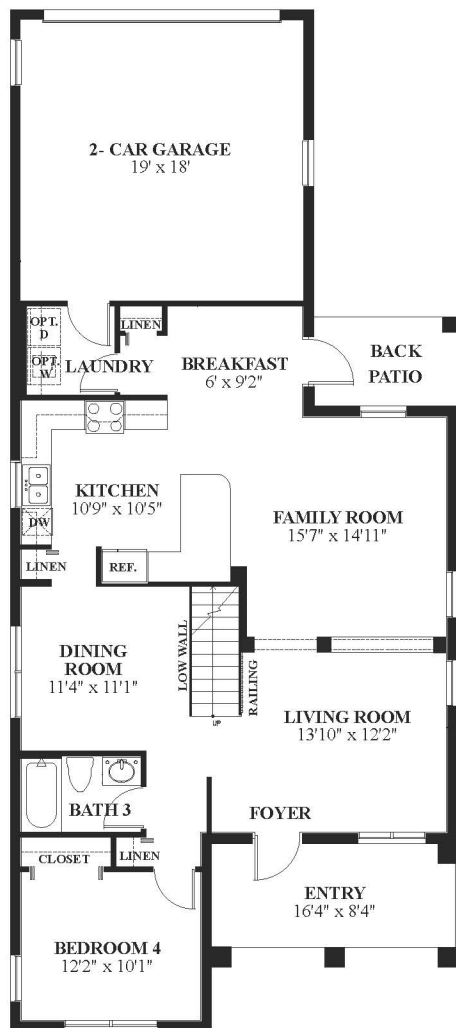 2- CAR GARAGE
19' x 18'
OPT.
D
LINEN
OPT.
W
LAUNDRY
BREAKFAST
6' x 9'2"
BACK
PATIO
KITCHEN
10'9" x 10'5"
DW
FAMILY ROOM
15'7" x 14'11"
LINEN
REF.
DINING
ROOM
11'4" x 11'1"
LOW WALL
RAILING
UP
LIVING ROOM
13'10" x 12'2"
BATH 3
FOYER
CLOSET
LINEN
ENTRY
16'4" x 8'4"
BEDROOM 4
12'2" x 10'1"